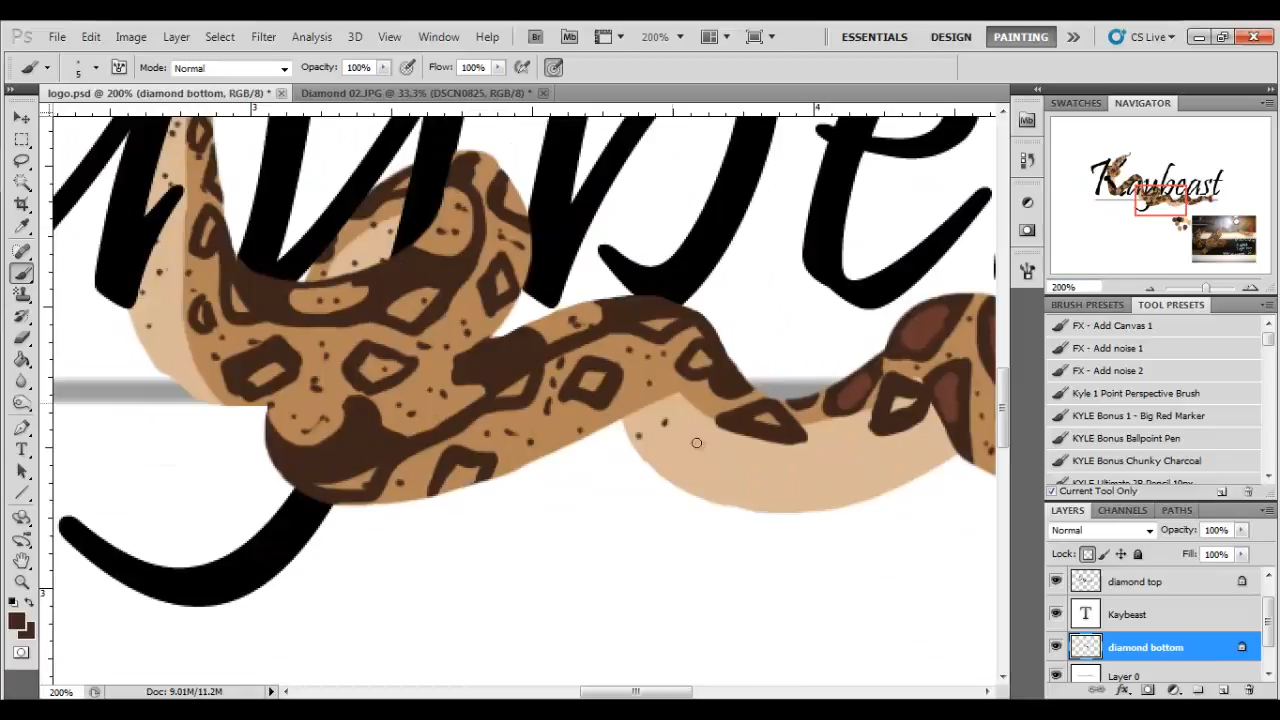 Ps File Edit Image Layer Select Filter Analysis 3D View Window Help Br Mb 200% ESSENTIALS DESIGN PAINTING CS Live
5 Mode: Normal Opacity: 100% Flow: 100%
logo.psd @ 200% (diamond bottom, RGB/8) * Diamond 02.JPG @ 33.3% (DSCN0825, RGB/8) *
3 4
SWATCHES NAVIGATOR
Mb
Kaybeast
200%
BRUSH PRESETS TOOL PRESETS
FX - Add Canvas 1
FX - Add noise 1
FX - Add noise 2
Kyle 1 Point Perspective Brush
KYLE Bonus 1 - Big Red Marker
KYLE Bonus Ballpoint Pen
KYLE Bonus Chunky Charcoal
KYLE Ultimate 2B Pencil 10px
Current Tool Only
LAYERS CHANNELS PATHS
Normal Opacity: 100%
Lock: Fill: 100%
diamond top
T Kaybeast
diamond bottom
Layer 0
3
200% Doc: 9.01M/11.2M